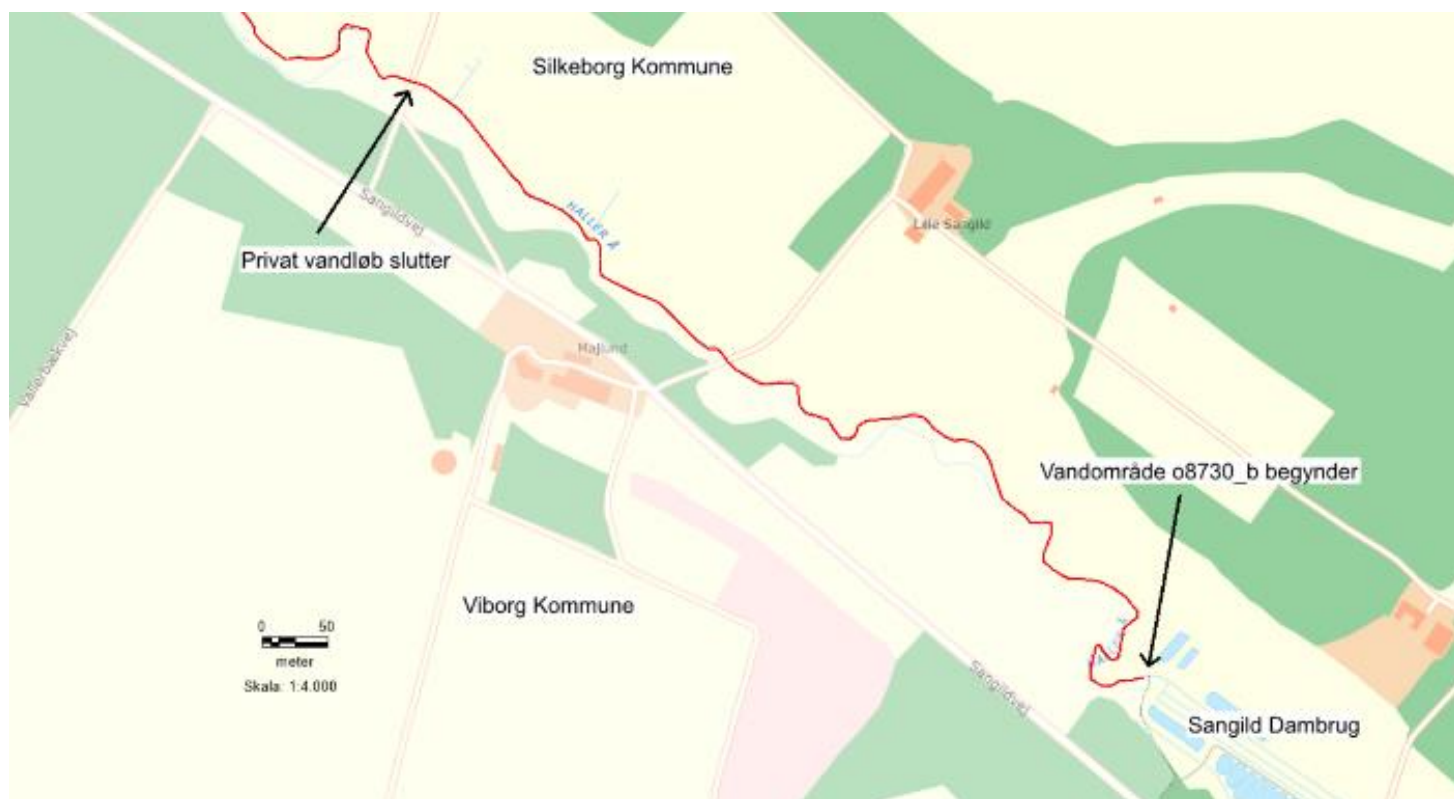 Silkeborg Kommune
Sangildvej
HALLER Å
Lille Sangild
Privat vandløb slutter
Vallerbækvej
Højlund
Vandområde o8730_b begynder
Viborg Kommune
0 50
meter
Skala: 1:4.000
Sangildvej
Sangild Dambrug